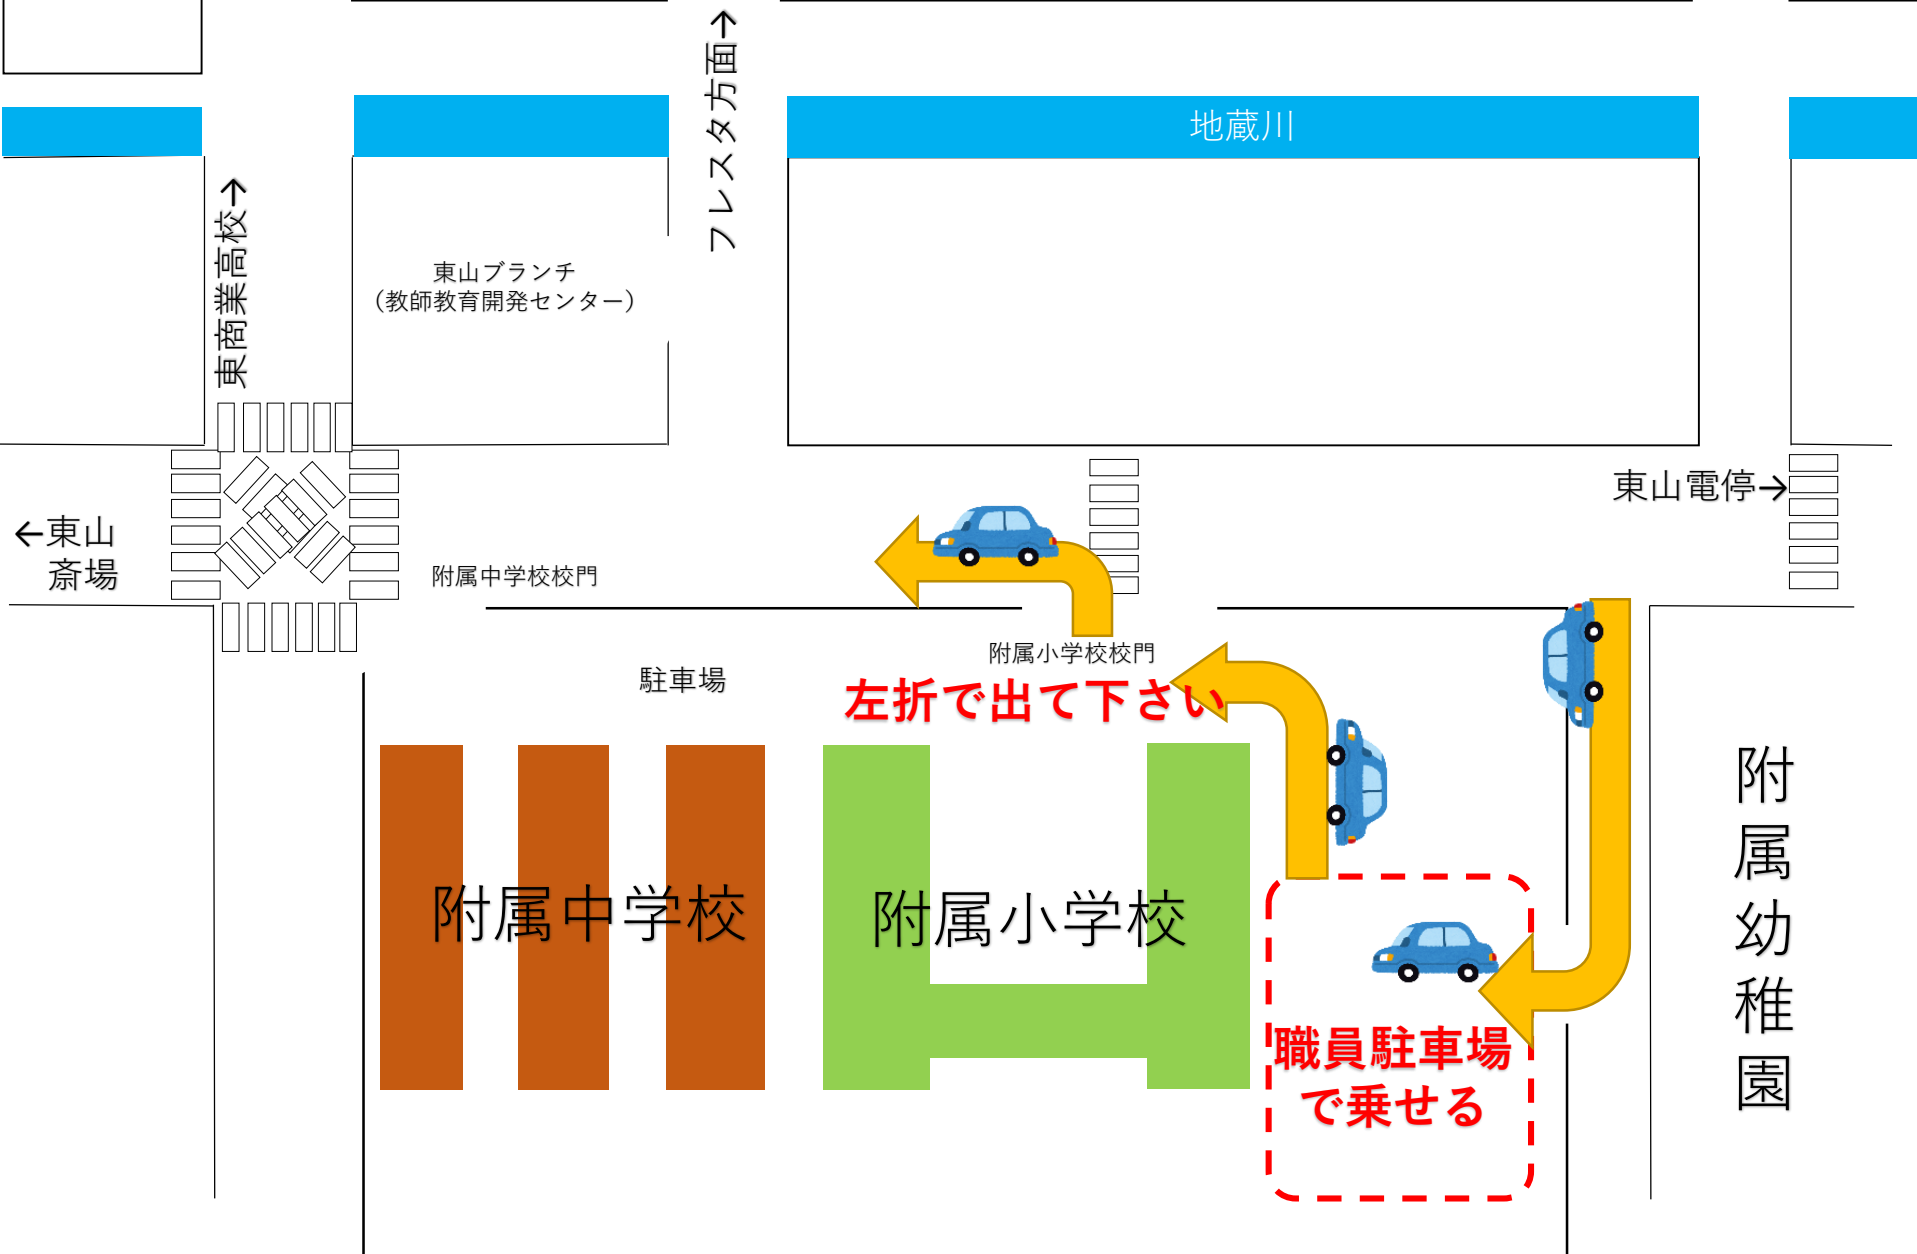 フレスタ方面→
地蔵川
東商業高校→
東山ブランチ
（教師教育開発センター）
東山電停→
←東山
斎場
附属中学校校門
附属小学校校門
駐車場
左折で出て下さい
附属幼稚園
附属中学校
附属小学校
職員駐車場
で乗せる